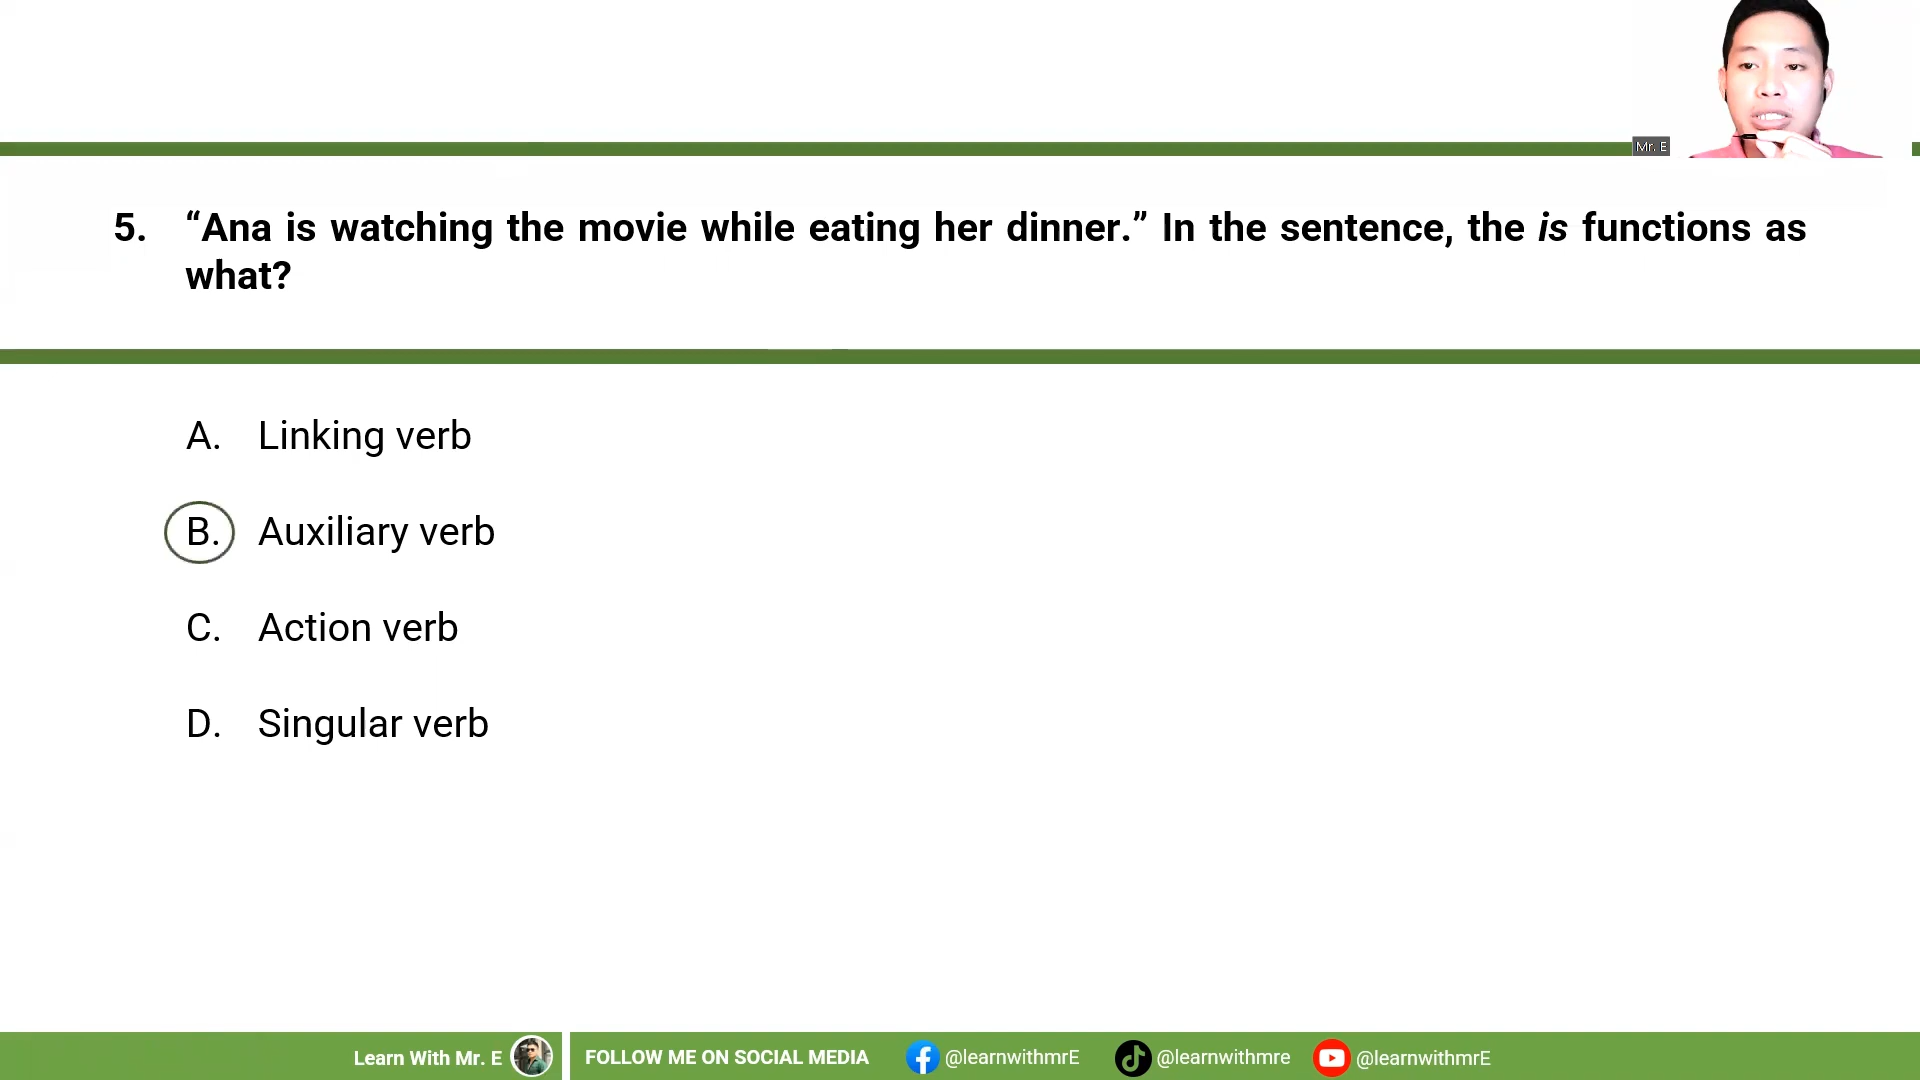 Mr. E
5. “Ana is watching the movie while eating her dinner.” In the sentence, the is functions as
what?
A. Linking verb
B. Auxiliary verb
C. Action verb
D. Singular verb
Learn With Mr. E FOLLOW ME ON SOCIAL MEDIA @learnwithmrE @learnwithmre @learnwithmrE